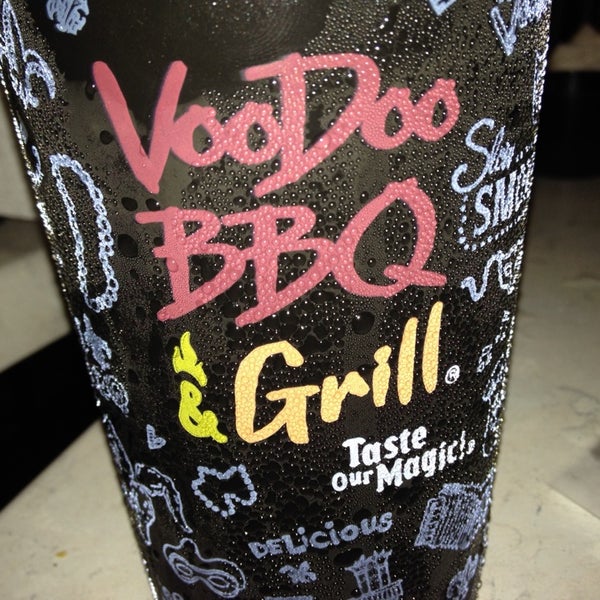 VooDoo
BBQ
& Grill®
Taste
Our Magic!
DELiCiOUS